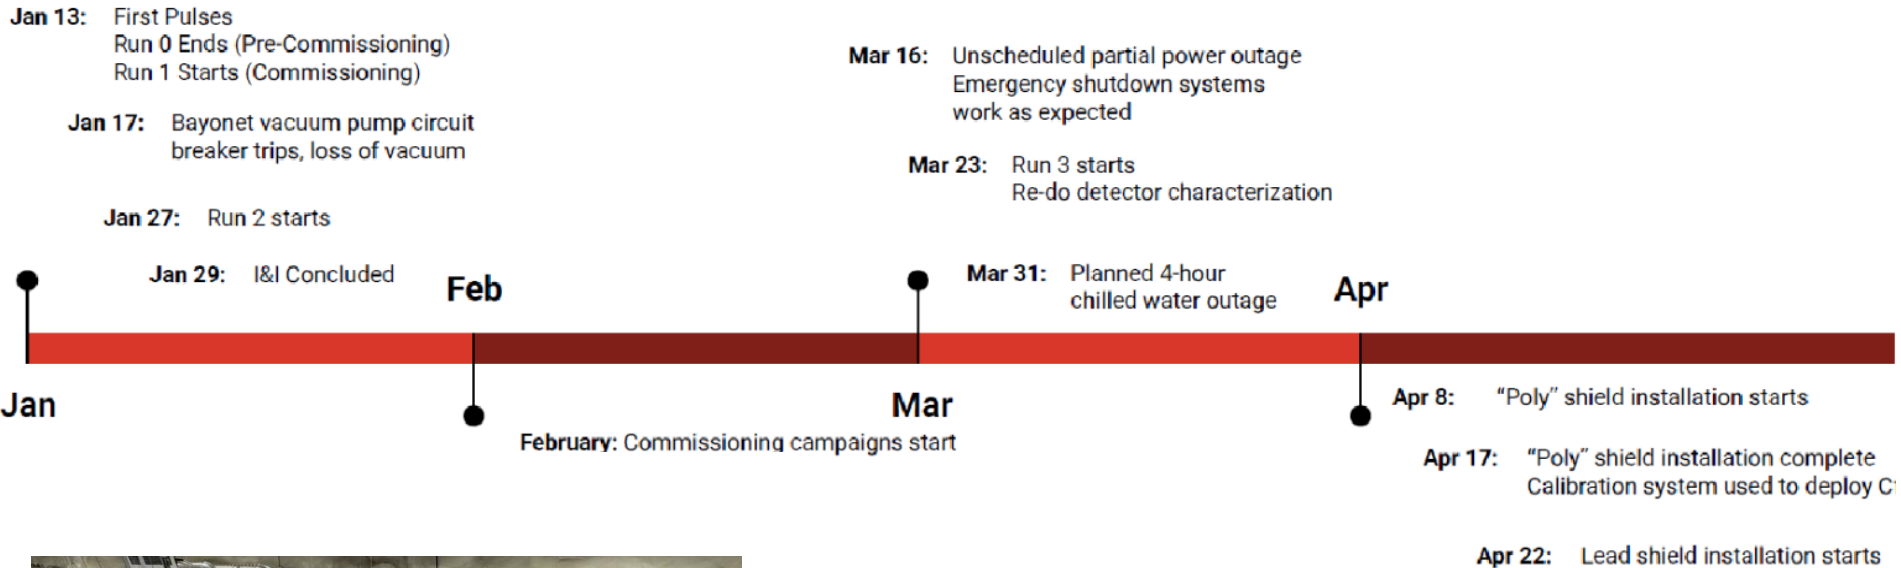 Jan 13: First Pulses
Run 0 Ends (Pre-Commissioning)
Run 1 Starts (Commissioning)
Jan 17: Bayonet vacuum pump circuit
breaker trips, loss of vacuum
Jan 27: Run 2 starts
Jan 29: I&I Concluded
Feb
Mar 16: Unscheduled partial power outage
Emergency shutdown systems
work as expected
Mar 23: Run 3 starts
Re-do detector characterization
Mar 31: Planned 4-hour
chilled water outage
Apr
Jan
Mar
February: Commissioning campaigns start
Apr 8: “Poly” shield installation starts
Apr 17: “Poly” shield installation complete
Calibration system used to deploy
Apr 22: Lead shield installation starts